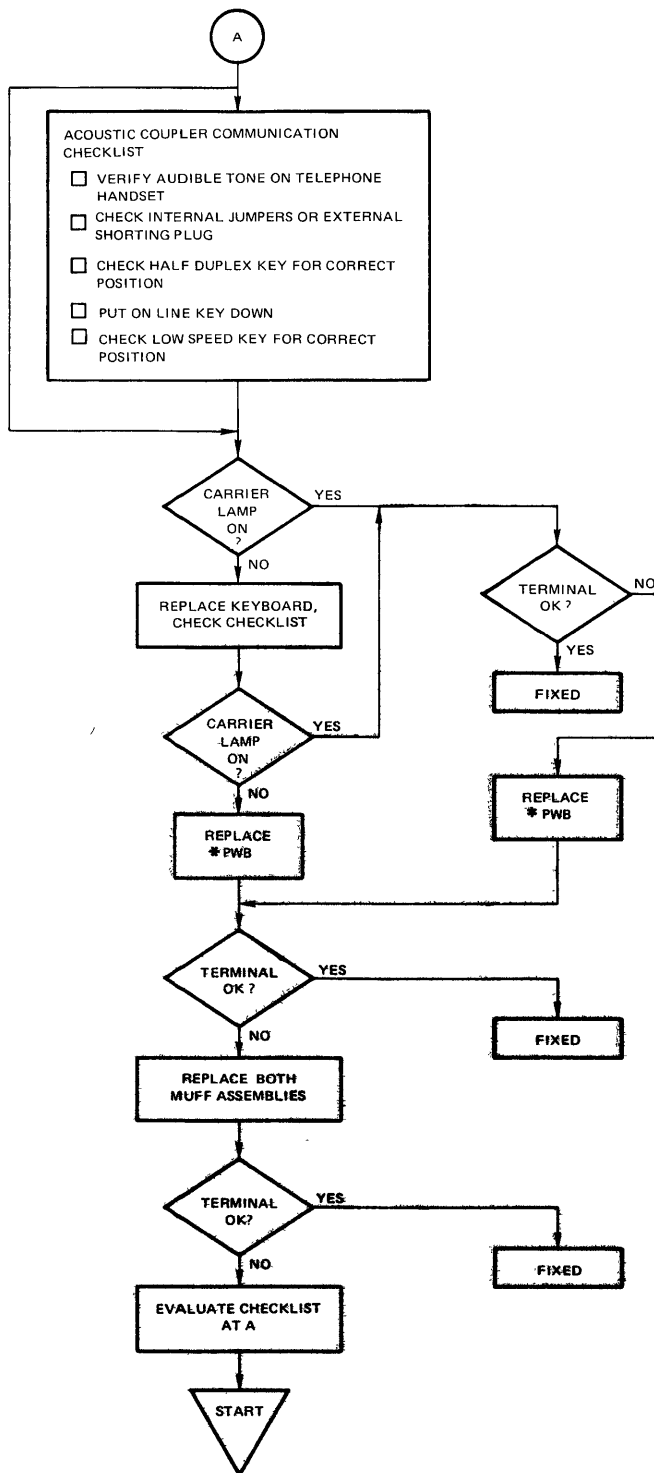 A
ACOUSTIC COUPLER COMMUNICATION
CHECKLIST
VERIFY AUDIBLE TONE ON TELEPHONE
HANDSET
CHECK INTERNAL JUMPERS OR EXTERNAL
SHORTING PLUG
CHECK HALF DUPLEX KEY FOR CORRECT
POSITION
PUT ON LINE KEY DOWN
CHECK LOW SPEED KEY FOR CORRECT
POSITION
CARRIER
LAMP
ON
?
YES
NO
TERMINAL
OK?
NO
YES
FIXED
REPLACE KEYBOARD,
CHECK CHECKLIST
CARRIER
LAMP
ON
?
YES
NO
REPLACE
* PWB
REPLACE
* PWB
TERMINAL
OK?
YES
NO
FIXED
REPLACE BOTH
MUFF ASSEMBLIES
TERMINAL
OK?
YES
NO
FIXED
EVALUATE CHECKLIST
AT A
START